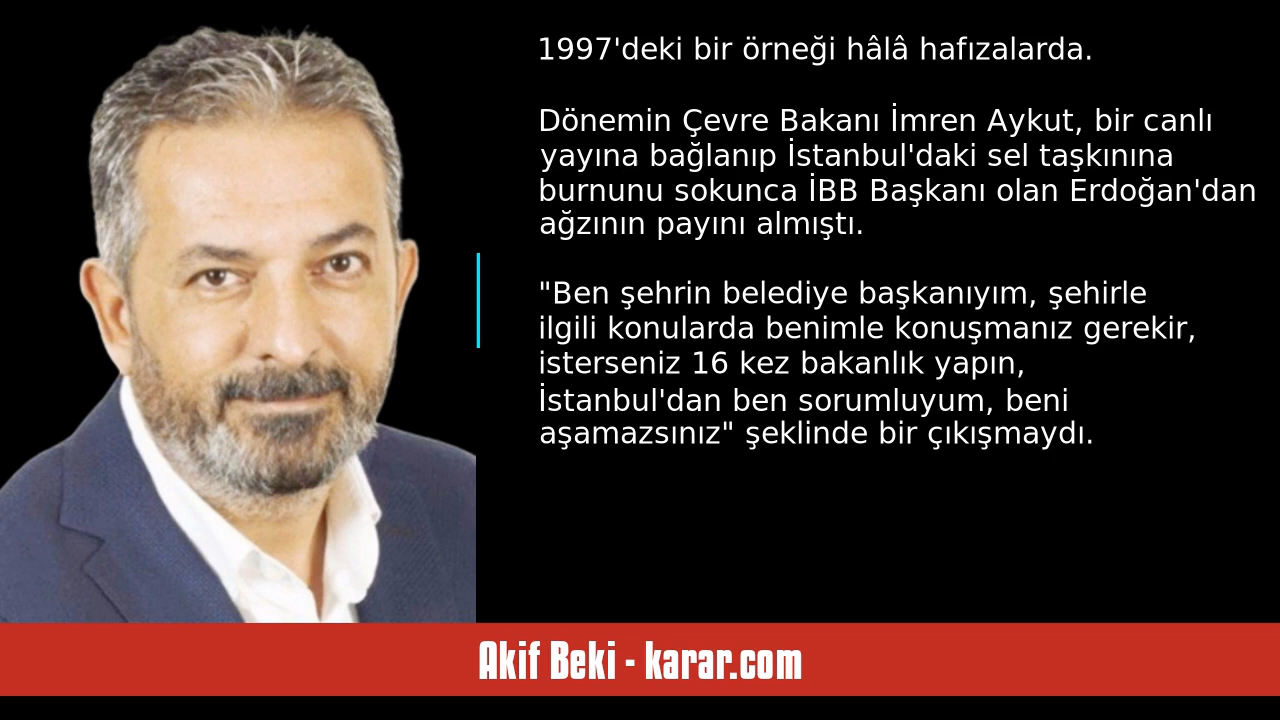 1997'deki bir örneği hâlâ hafızalarda.
Dönemin Çevre Bakanı İmren Aykut, bir canlı
yayına bağlanıp İstanbul'daki sel taşkınına
burnunu sokunca İBB Başkanı olan Erdoğan'dan
ağzının payını almıştı.
"Ben şehrin belediye başkanıyım, şehirle
ilgili konularda benimle konuşmanız gerekir,
isterseniz 16 kez bakanlık yapın,
İstanbul'dan ben sorumluyum, beni
aşamazsınız" şeklinde bir çıkışmaydı.
Akif Beki - karar.com